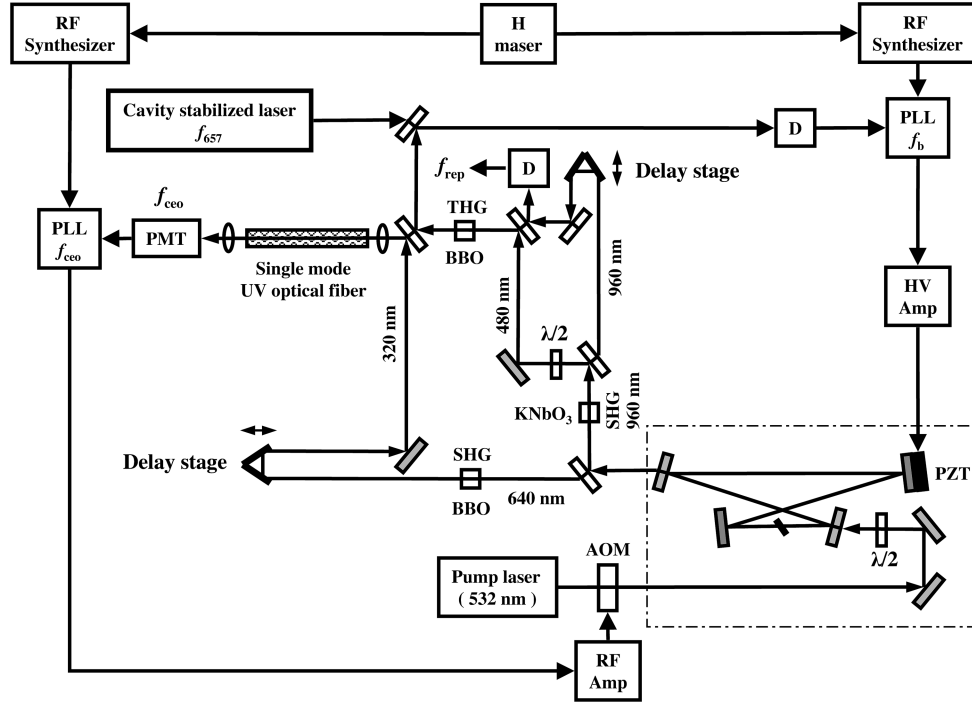 RF
Synthesizer
H
maser
RF
Synthesizer
Cavity stabilized laser
f657
D
PLL
fb
frep
D
Delay stage
fceo
THG
PLL
fceo
PMT
BBO
Single mode
UV optical fiber
960 nm
480 nm
320 nm
HV
Amp
λ/2
KNbO3
SHG
960 nm
Delay stage
SHG
BBO
640 nm
PZT
λ/2
AOM
Pump laser
( 532 nm )
RF
Amp